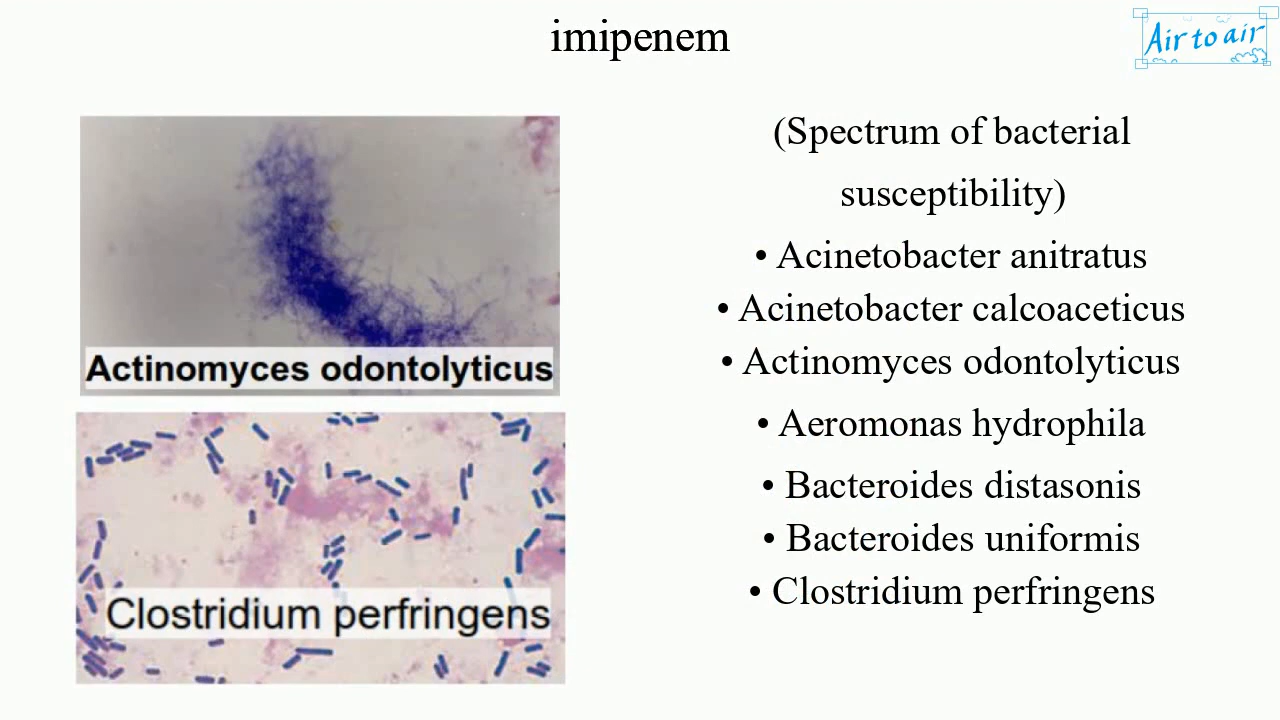 imipenem
Air to air
Actinomyces odontolyticus
Clostridium perfringens
(Spectrum of bacterial
susceptibility)
• Acinetobacter anitratus
• Acinetobacter calcoaceticus
• Actinomyces odontolyticus
• Aeromonas hydrophila
• Bacteroides distasonis
• Bacteroides uniformis
• Clostridium perfringens